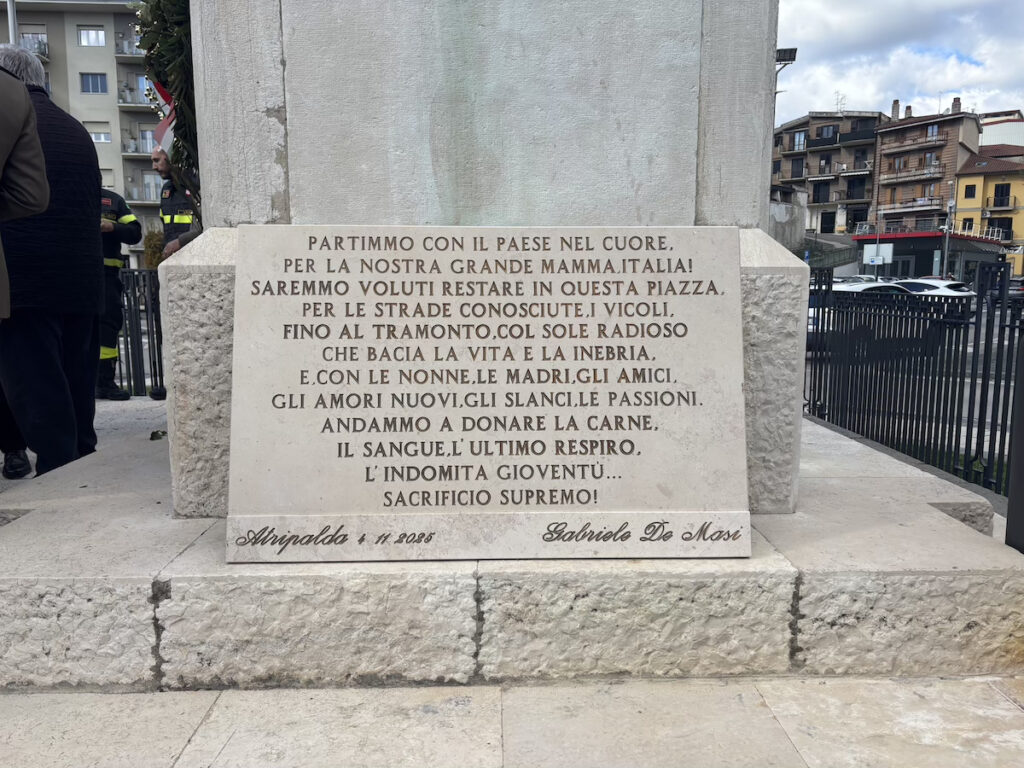 PARTIMMO CON IL PAESE NEL CUORE,
PER LA NOSTRA GRANDE MAMMA,ITALIA!
SAREMMO VOLUTI RESTARE IN QUESTA PIAZZA,
PER LE STRADE CONOSCIUTE,I VICOLI,
FINO AL TRAMONTO,COL SOLE RADIOSO
CHE BACIA LA VITA E LA INEBRIA,
E,CON LE NONNE,LE MADRI,GLI AMICI,
GLI AMORI NUOVI,GLI SLANCI,LE PASSIONI.
ANDAMMO A DONARE LA CARNE,
IL SANGUE,L'ULTIMO RESPIRO,
L'INDOMITA GIOVENTÙ...
SACRIFICIO SUPREMO!
Atripalda 4 11 2025 Gabriele De Masi